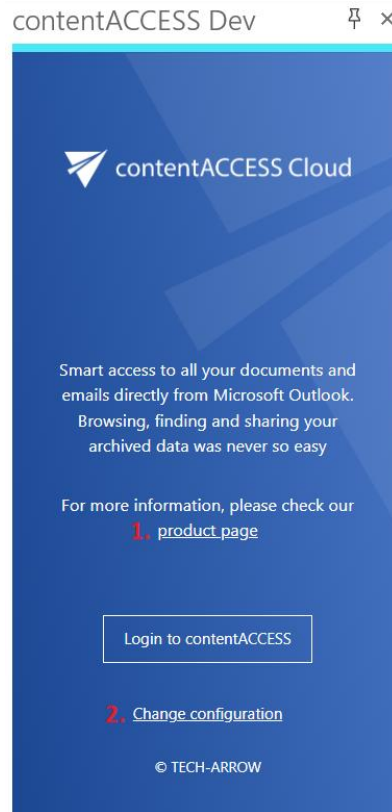 contentACCESS Dev
contentACCESS Cloud
Smart access to all your documents and
emails directly from Microsoft Outlook.
Browsing, finding and sharing your
archived data was never so easy
For more information, please check our
1. product page
Login to contentACCESS
2. Change configuration
© TECH-ARROW